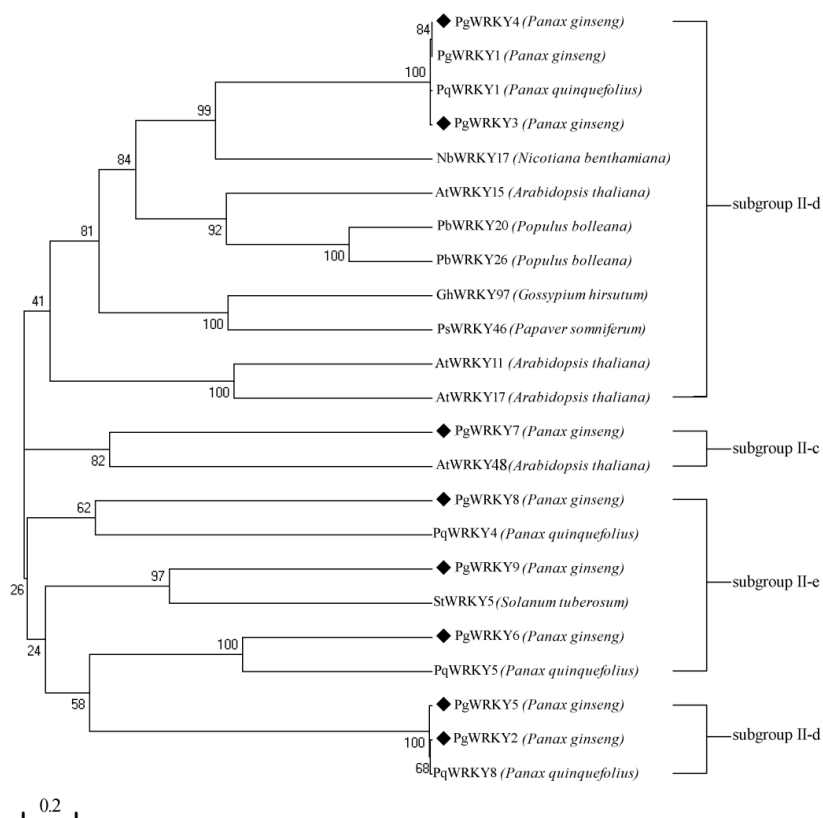 84
◆ PgWRKY4 (Panax ginseng)
PgWRKY1 (Panax ginseng)
100
PqWRKY1 (Panax quinquefolius)
99
◆ PgWRKY3 (Panax ginseng)
84
NbWRKY17 (Nicotiana benthamiana)
AtWRKY15 (Arabidopsis thaliana)
subgroup II-d
92
PbWRKY20 (Populus bolleana)
81
100
PbWRKY26 (Populus bolleana)
GhWRKY97 (Gossypium hirsutum)
41
100
PsWRKY46 (Papaver somniferum)
AtWRKY11 (Arabidopsis thaliana)
100
AtWRKY17 (Arabidopsis thaliana)
◆ PgWRKY7 (Panax ginseng)
subgroup II-c
82
AtWRKY48 (Arabidopsis thaliana)
62
◆ PgWRKY8 (Panax ginseng)
PqWRKY4 (Panax quinquefolius)
97
◆ PgWRKY9 (Panax ginseng)
26
subgroup II-e
StWRKY5 (Solanum tuberosum)
24
100
◆ PgWRKY6 (Panax ginseng)
PqWRKY5 (Panax quinquefolius)
58
◆ PgWRKY5 (Panax ginseng)
100
◆ PgWRKY2 (Panax ginseng)
subgroup II-d
68
PqWRKY8 (Panax quinquefolius)
0.2